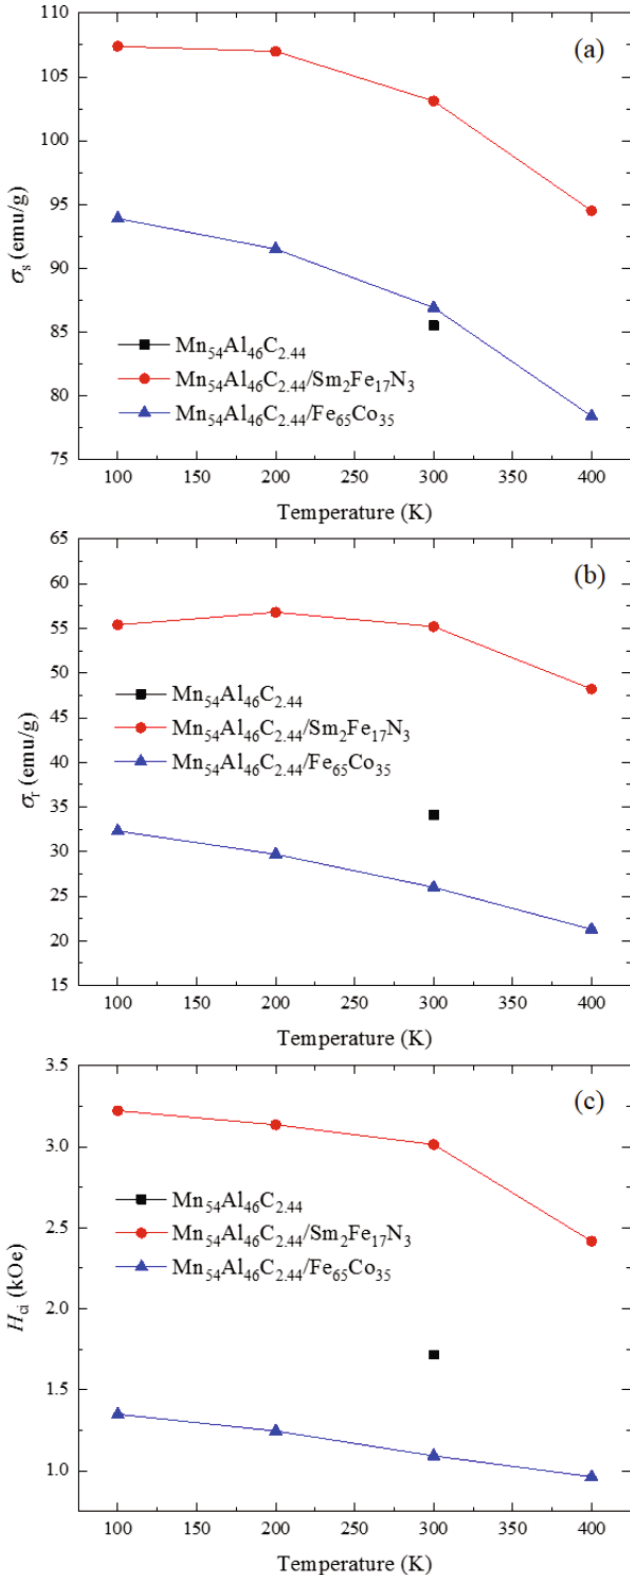 110
(a)
105
100
95
90
85
80
75
σs (emu/g)
Mn54Al46C2.44
Mn54Al46C2.44/Sm2Fe17N3
Mn54Al46C2.44/Fe65Co35
100 150 200 250 300 350 400
Temperature (K)
65
(b)
60
55
50
45
40
35
30
25
20
15
σr (emu/g)
Mn54Al46C2.44
Mn54Al46C2.44/Sm2Fe17N3
Mn54Al46C2.44/Fe65Co35
100 150 200 250 300 350 400
Temperature (K)
3.5
(c)
3.0
2.5
2.0
1.5
1.0
Hci (kOe)
Mn54Al46C2.44
Mn54Al46C2.44/Sm2Fe17N3
Mn54Al46C2.44/Fe65Co35
100 150 200 250 300 350 400
Temperature (K)